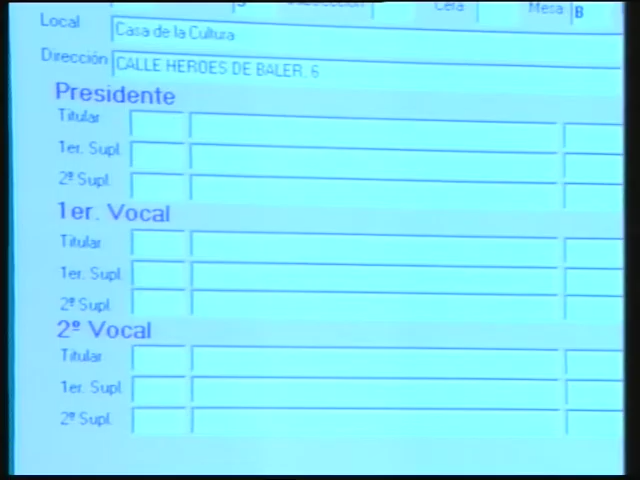 Mesa B
Local Casa de la Cultura
Dirección CALLE HEROES DE BALER, 6
Presidente
Titular
1er. Supl.
2º Supl.
1er. Vocal
Titular
1er. Supl.
2º Supl.
2º Vocal
Titular
1er. Supl.
2º Supl.